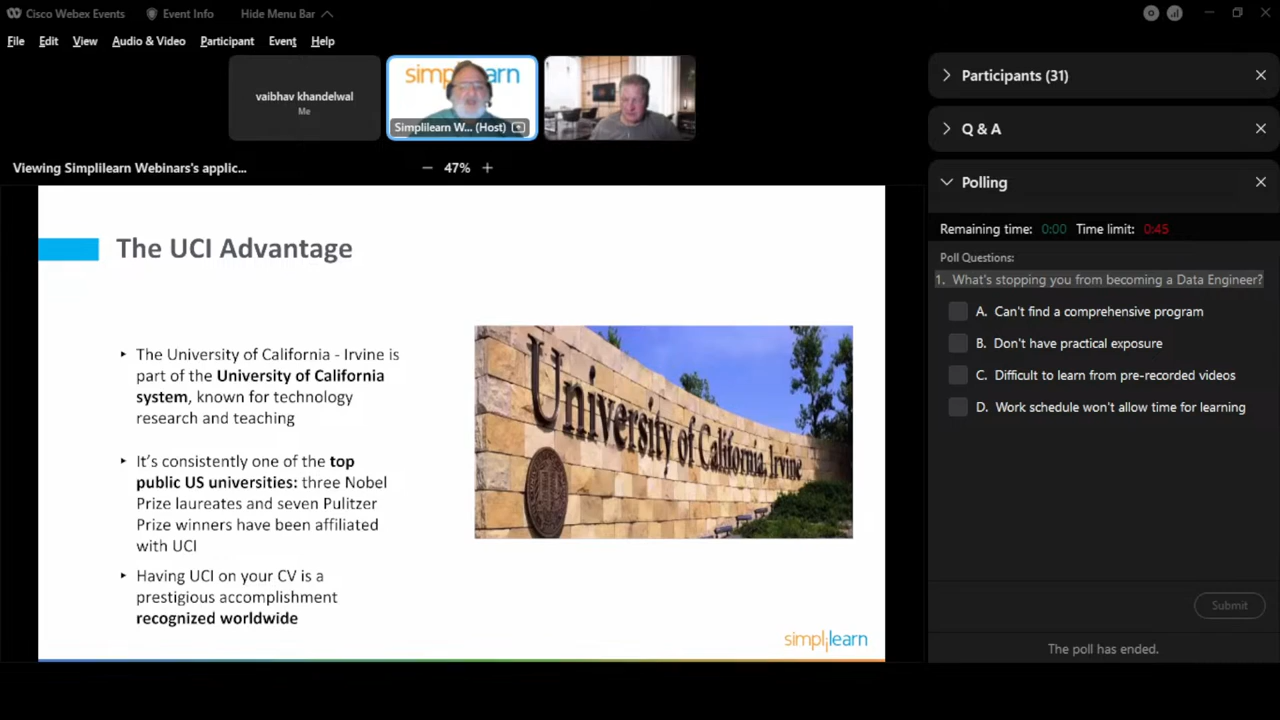 Cisco Webex Events Event Info Hide Menu Bar
File Edit View Audio & Video Participant Event Help
vaibhav khandelwal
Me
simplilearn
Simplilearn W... (Host)
Viewing Simplilearn Webinars's applic...
47%
The UCI Advantage
The University of California - Irvine is
part of the University of California
system, known for technology
research and teaching
It's consistently one of the top
public US universities: three Nobel
Prize laureates and seven Pulitzer
Prize winners have been affiliated
with UCI
Having UCI on your CV is a
prestigious accomplishment
recognized worldwide
University of California, Irvine
simplilearn
Participants (31)
Q & A
Polling
Remaining time: 0:00 Time limit: 0:45
Poll Questions:
1. What's stopping you from becoming a Data Engineer?
A. Can't find a comprehensive program
B. Don't have practical exposure
C. Difficult to learn from pre-recorded videos
D. Work schedule won't allow time for learning
Submit
The poll has ended.